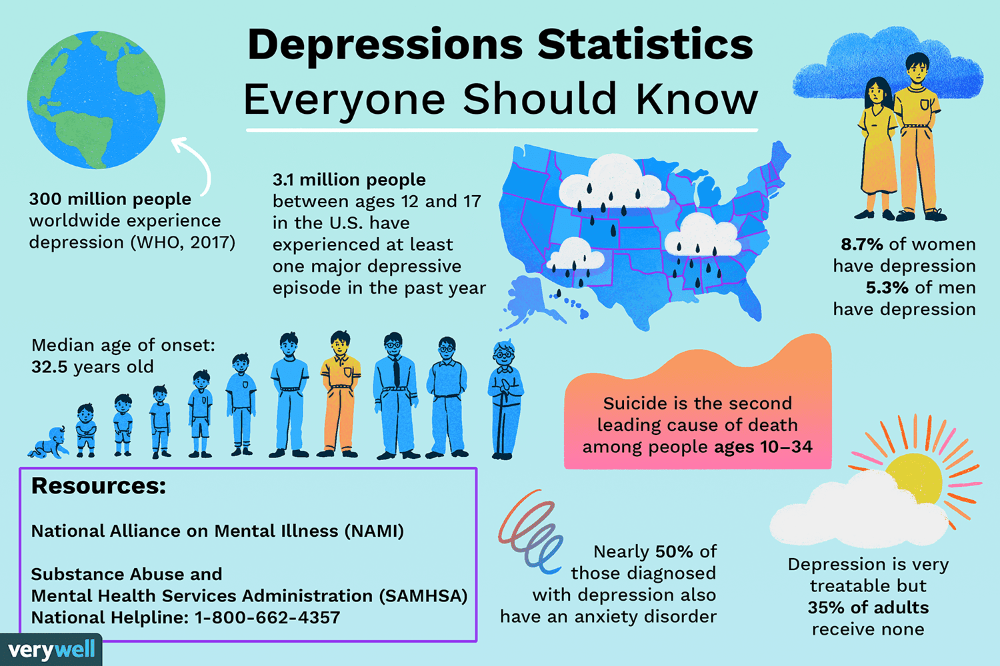 Depressions Statistics
Everyone Should Know
300 million people
worldwide experience
depression (WHO, 2017)
3.1 million people
between ages 12 and 17
in the U.S. have
experienced at least
one major depressive
episode in the past year
8.7% of women
have depression
5.3% of men
have depression
Median age of onset:
32.5 years old
Suicide is the second
leading cause of death
among people ages 10–34
Resources:
National Alliance on Mental Illness (NAMI)
Substance Abuse and
Mental Health Services Administration (SAMHSA)
National Helpline: 1-800-662-4357
Nearly 50% of
those diagnosed
with depression also
have an anxiety disorder
Depression is very
treatable but
35% of adults
receive none
verywell